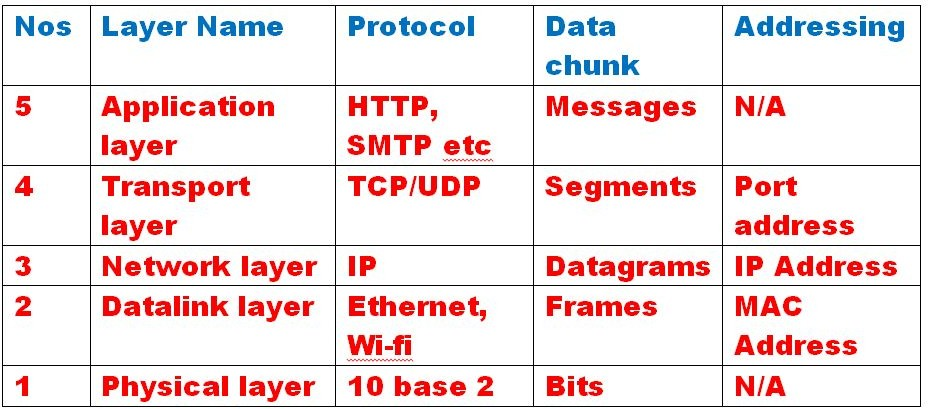 Nos Layer Name Protocol Data chunk Addressing
5 Application layer HTTP, SMTP etc Messages N/A
4 Transport layer TCP/UDP Segments Port address
3 Network layer IP Datagrams IP Address
2 Datalink layer Ethernet, Wi-fi Frames MAC Address
1 Physical layer 10 base 2 Bits N/A